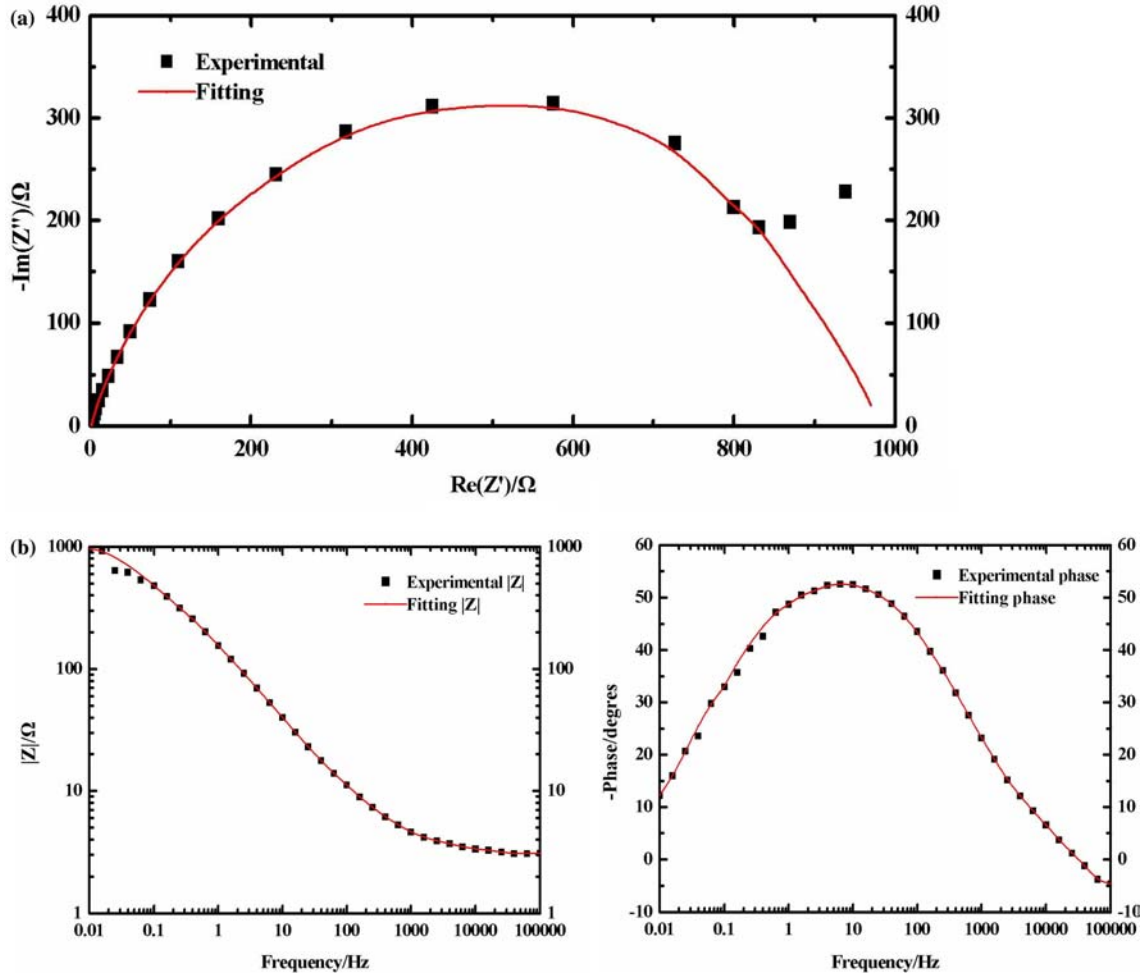 (a)
400
300
200
100
0
-Im(Z'')/Ω
Experimental
Fitting
400
300
200
100
0
0 200 400 600 800 1000
Re(Z')/Ω
(b)
1000
100
10
1
|Z|/Ω
Experimental |Z|
Fitting |Z|
1000
100
10
1
0.01 0.1 1 10 100 1000 10000 100000
Frequency/Hz
60
50
40
30
20
10
0
-10
-Phase/degres
Experimental phase
Fitting phase
60
50
40
30
20
10
0
-10
0.01 0.1 1 10 100 1000 10000 100000
Frequency/Hz